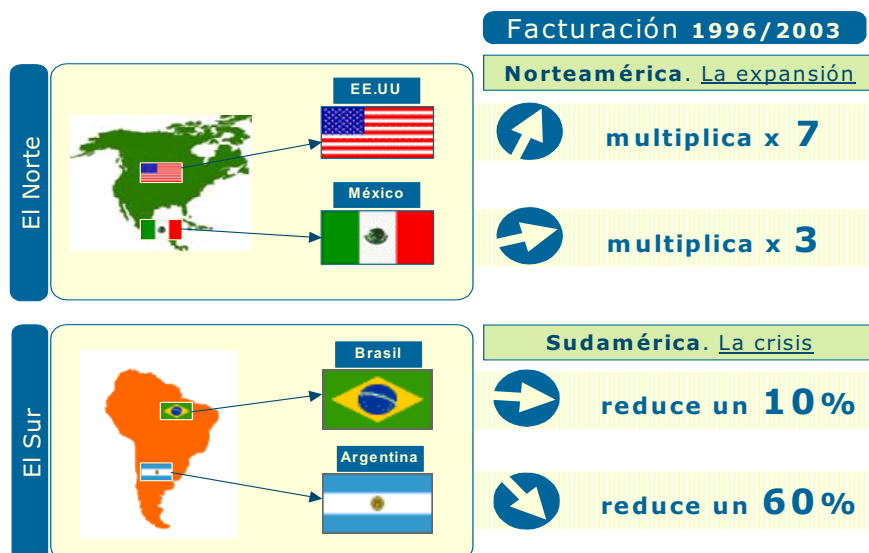 Facturación 1996/2003
El Norte
EE.UU
México
Norteamérica. La expansión
multiplica x 7
multiplica x 3
El Sur
Brasil
Argentina
Sudamérica. La crisis
reduce un 10%
reduce un 60%